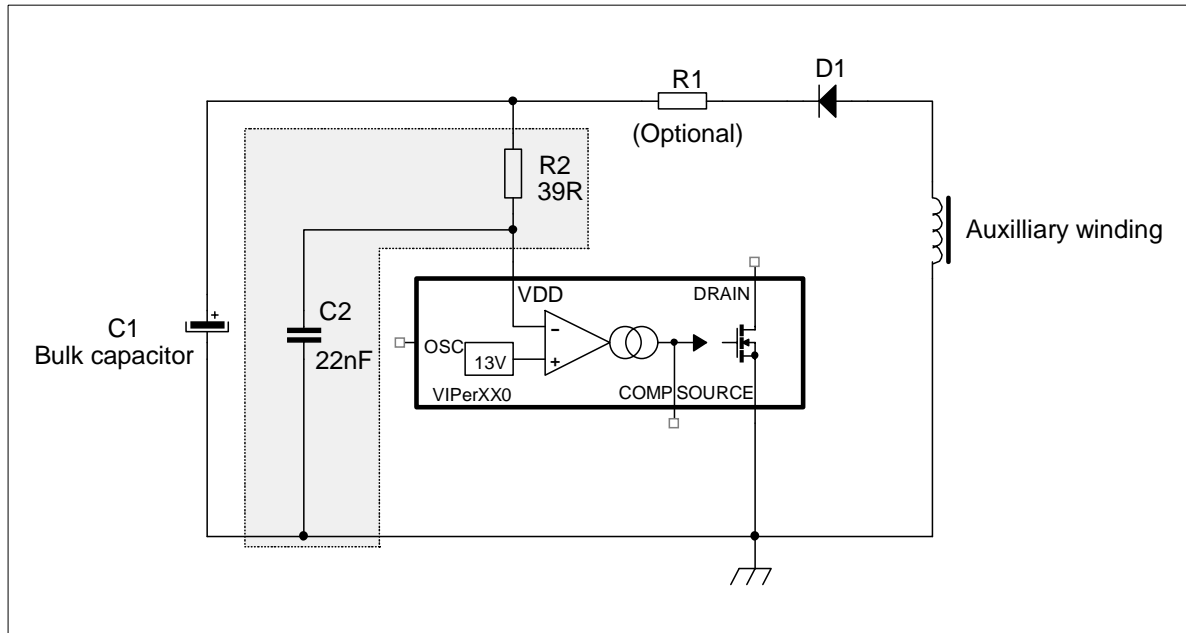 D1
R1
(Optional)
R2
39R
Auxilliary winding
VDD
DRAIN
C1
Bulk capacitor
+
C2
22nF
OSC
13V
−
+
VIPerXX0
COMP SOURCE